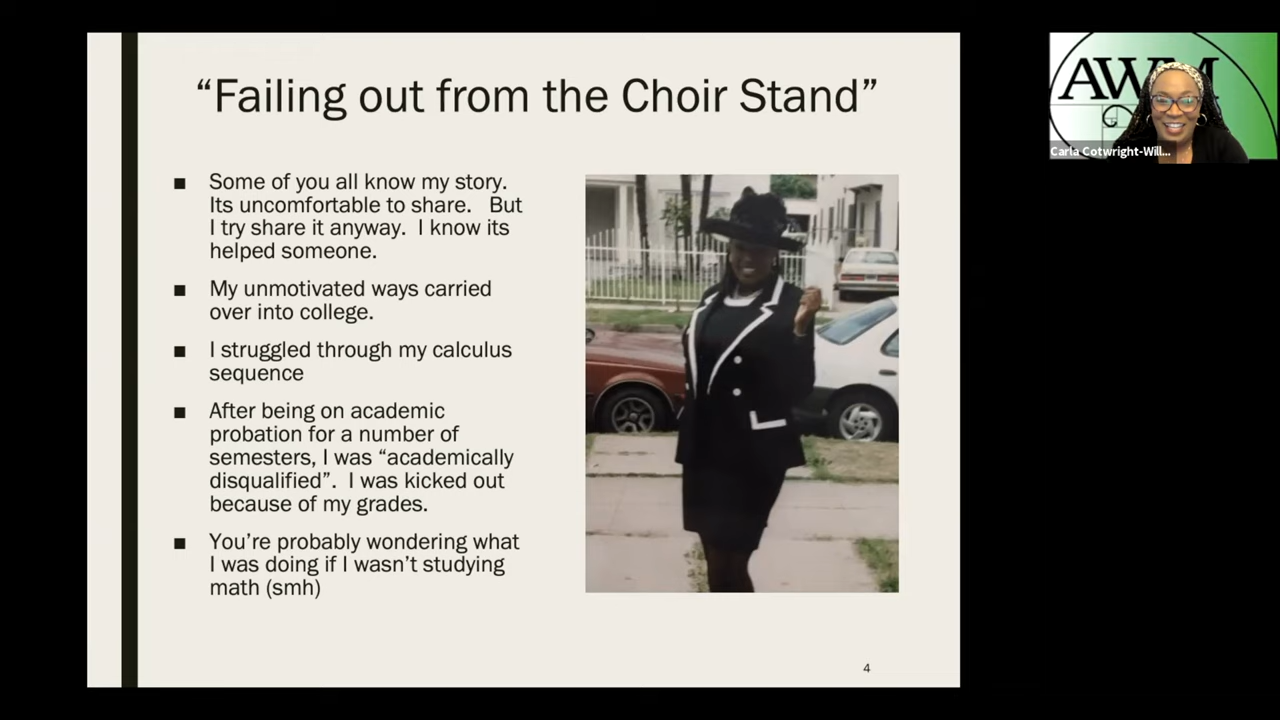 “Failing out from the Choir Stand”
■ Some of you all know my story.
Its uncomfortable to share. But
I try share it anyway. I know its
helped someone.
■ My unmotivated ways carried
over into college.
■ I struggled through my calculus
sequence
■ After being on academic
probation for a number of
semesters, I was “academically
disqualified”. I was kicked out
because of my grades.
■ You’re probably wondering what
I was doing if I wasn’t studying
math (smh)
4
AWM
Carla Cotwright-Will...